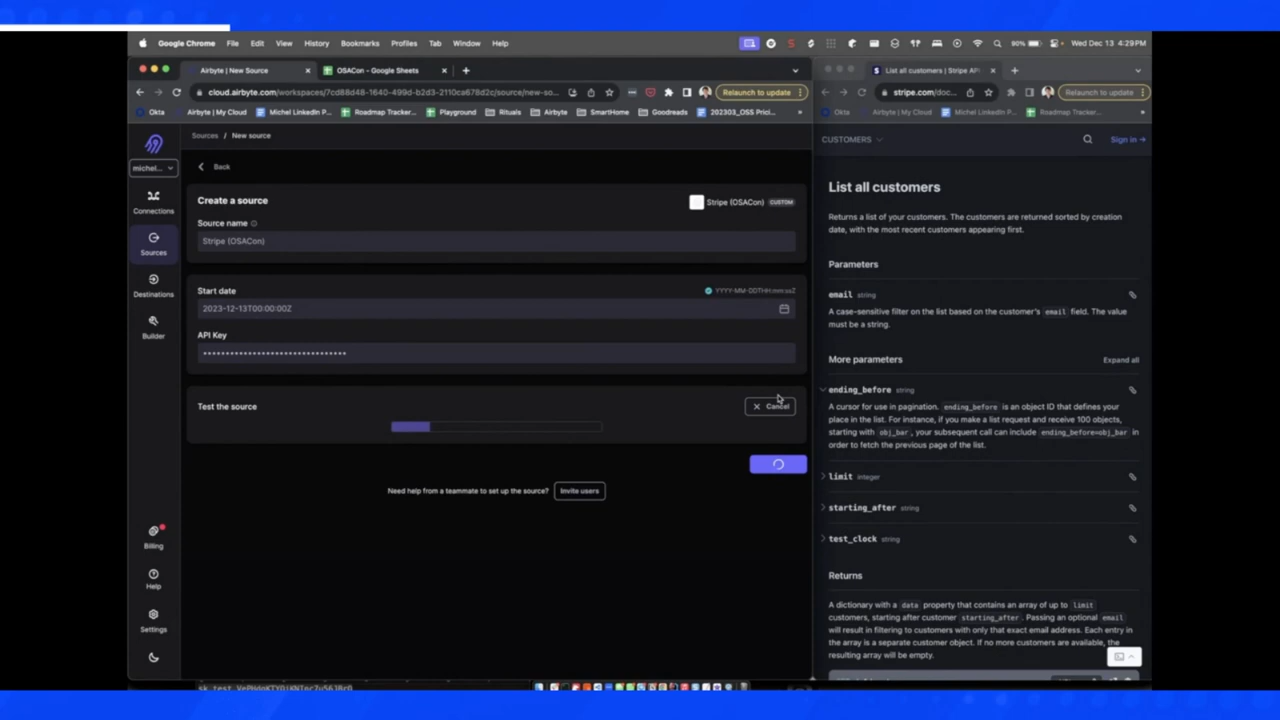 Google Chrome File Edit View History Bookmarks Profiles Tab Window Help
90% Wed Dec 13 4:29PM
Airbyte | New Source
OSACon - Google Sheets
cloud.airbyte.com/workspaces/7cd88d48-1640-499d-b2d3-2110ca678d2c/source/new-so...
Relaunch to update
Okta Airbyte | My Cloud Michel LinkedIn P... Roadmap Tracker... Playground Rituals Airbyte SmartHome Goodreads 202303_OSS Prici...
michel...
Connections
Sources
Destinations
Builder
Billing
Help
Settings
Sources / New source
Back
Create a source
Stripe (OSACon) CUSTOM
Source name
Stripe (OSACon)
Start date
YYYY-MM-DDTHH:mm:ssZ
2023-12-13T00:00:00Z
API Key
Test the source
Cancel
Need help from a teammate to set up the source? Invite users
List all customers | Stripe API
stripe.com/doc...
Relaunch to update
Okta Airbyte | My Cloud Michel LinkedIn P... Roadmap Tracker...
CUSTOMERS
Sign in →
List all customers
Returns a list of your customers. The customers are returned sorted by creation
date, with the most recent customers appearing first.
Parameters
email string
A case-sensitive filter on the list based on the customer's email field. The value
must be a string.
More parameters
Expand all
ending_before string
A cursor for use in pagination. ending_before is an object ID that defines your
place in the list. For instance, if you make a list request and receive 100 objects,
starting with obj_bar, your subsequent call can include ending_before=obj_bar in
order to fetch the previous page of the list.
limit integer
starting_after string
test_clock string
Returns
A dictionary with a data property that contains an array of up to limit
customers, starting after customer starting_after. Passing an optional email
will result in filtering to customers with only that exact email address. Each entry in
the array is a separate customer object. If no more customers are available, the
resulting array will be empty.